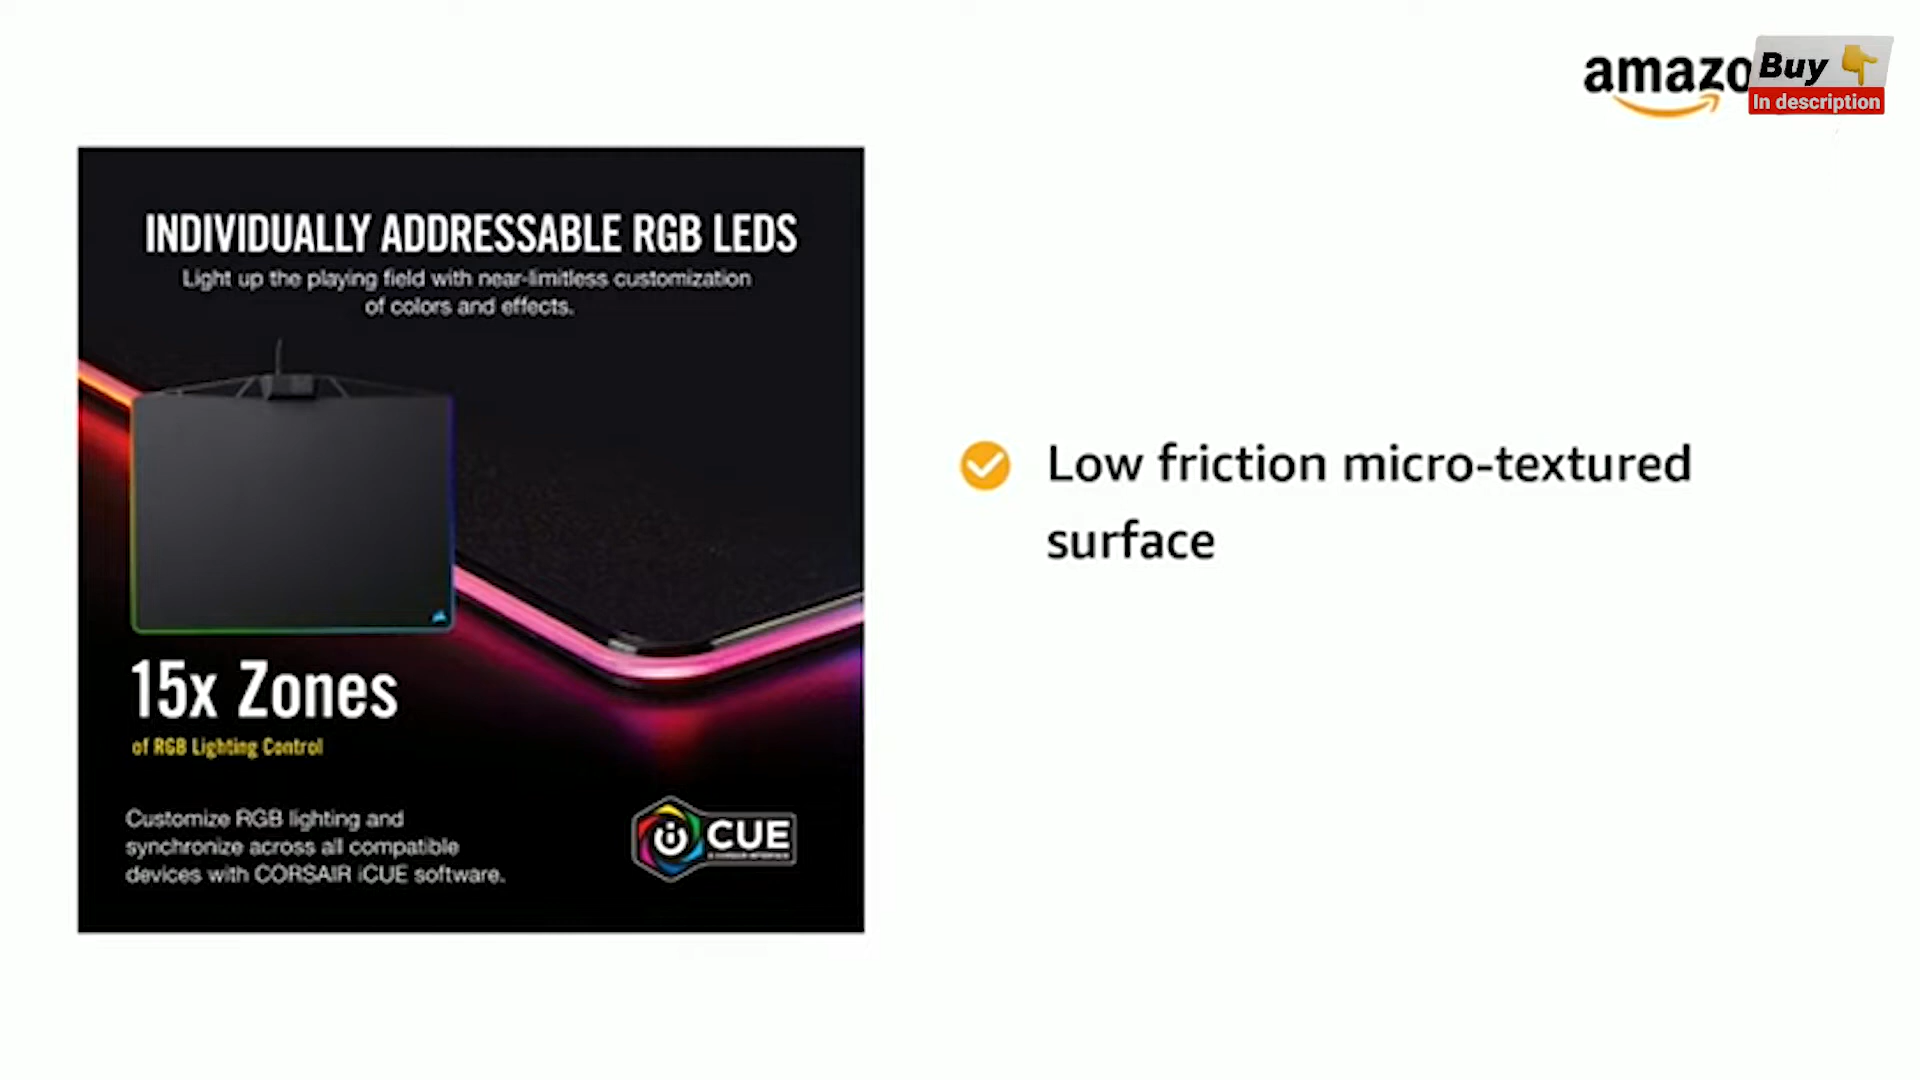 amazo
Buy
In description
INDIVIDUALLY ADDRESSABLE RGB LEDS
Light up the playing field with near-limitless customization
of colors and effects.
15x Zones
of RGB Lighting Control
Customize RGB lighting and
synchronize across all compatible
devices with CORSAIR iCUE software.
CUE
Low friction micro-textured
surface